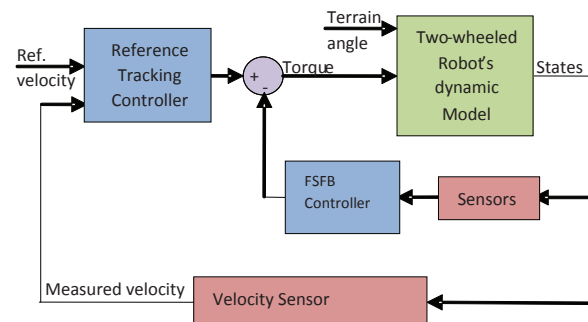 Ref.
velocity
Reference
Tracking
Controller
+
-
Torque
Terrain
angle
Two-wheeled
Robot's
dynamic
Model
States
FSFB
Controller
Sensors
Measured velocity
Velocity Sensor